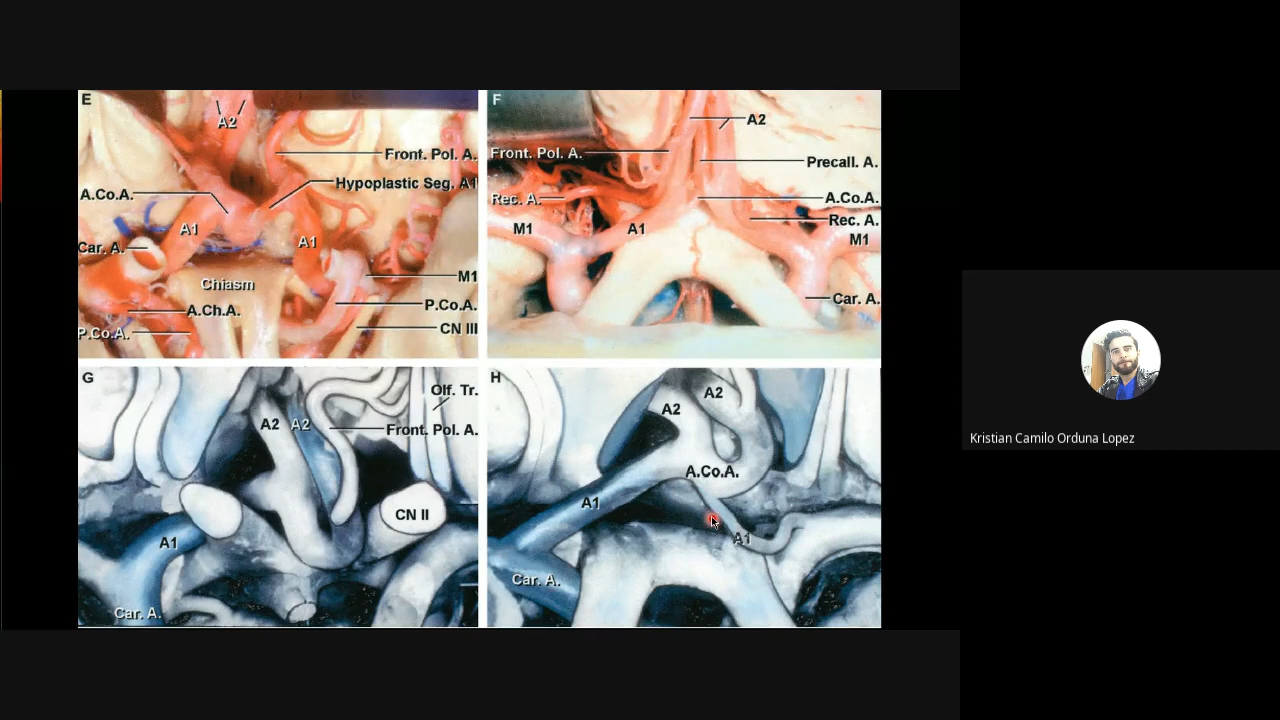 E
A2
Front. Pol. A.
Hypoplastic Seg. A1
A.Co.A.
A1
A1
Car. A.
Chiasm
M1
A.Ch.A.
P.Co.A.
P.Co.A.
CN III
F
A2
Front. Pol. A.
Precall. A.
Rec. A.
A.Co.A.
Rec. A.
M1
A1
M1
Car. A.
G
Olf. Tr.
A2
A2
Front. Pol. A.
CN II
A1
Car. A.
H
A2
A2
A.Co.A.
A1
A1
Car. A.
Kristian Camilo Orduna Lopez